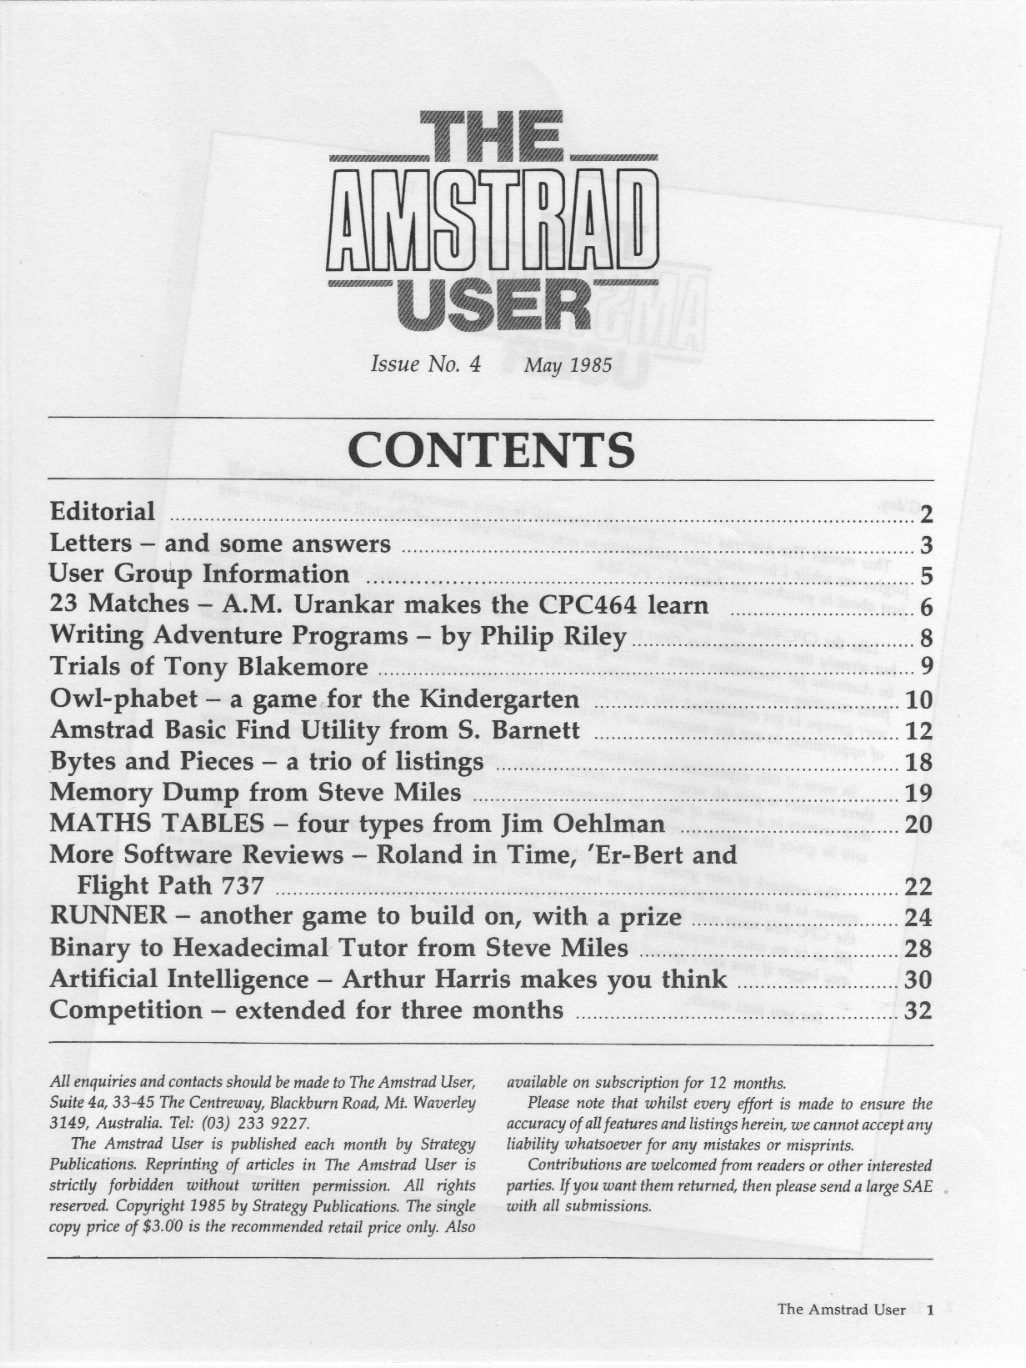 THE
AMSTRAD
USER
Issue No. 4 May 1985
CONTENTS
Editorial ........ 2
Letters – and some answers ........ 3
User Group Information ........ 5
23 Matches – A.M. Urankar makes the CPC464 learn ........ 6
Writing Adventure Programs – by Philip Riley ........ 8
Trials of Tony Blakemore ........ 9
Owl-phabet – a game for the Kindergarten ........ 10
Amstrad Basic Find Utility from S. Barnett ........ 12
Bytes and Pieces – a trio of listings ........ 18
Memory Dump from Steve Miles ........ 19
MATHS TABLES – four types from Jim Oehlman ........ 20
More Software Reviews – Roland in Time, 'Er-Bert and
Flight Path 737 ........ 22
RUNNER – another game to build on, with a prize ........ 24
Binary to Hexadecimal Tutor from Steve Miles ........ 28
Artificial Intelligence – Arthur Harris makes you think ........ 30
Competition – extended for three months ........ 32
All enquiries and contacts should be made to The Amstrad User,
Suite 4a, 33-45 The Centreway, Blackburn Road, Mt. Waverley
3149, Australia. Tel: (03) 233 9227.
The Amstrad User is published each month by Strategy
Publications. Reprinting of articles in The Amstrad User is
strictly forbidden without written permission. All rights
reserved. Copyright 1985 by Strategy Publications. The single
copy price of $3.00 is the recommended retail price only. Also
available on subscription for 12 months.
Please note that whilst every effort is made to ensure the
accuracy of all features and listings herein, we cannot accept any
liability whatsoever for any mistakes or misprints.
Contributions are welcomed from readers or other interested
parties. If you want them returned, then please send a large SAE
with all submissions.
The Amstrad User 1